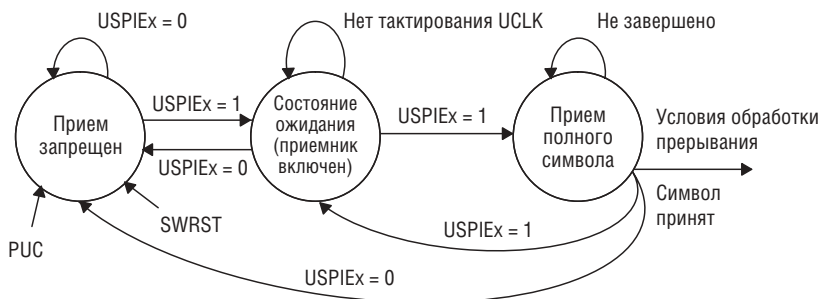 USPIEx = 0
Нет тактирования UCLK
Не завершено
Прием
запрещен
USPIEx = 1
USPIEx = 0
Состояние
ожидания
(приемник
включен)
USPIEx = 1
Прием
полного
символа
Условия обработки
прерывания
Символ
принят
PUC
SWRST
USPIEx = 1
USPIEx = 0